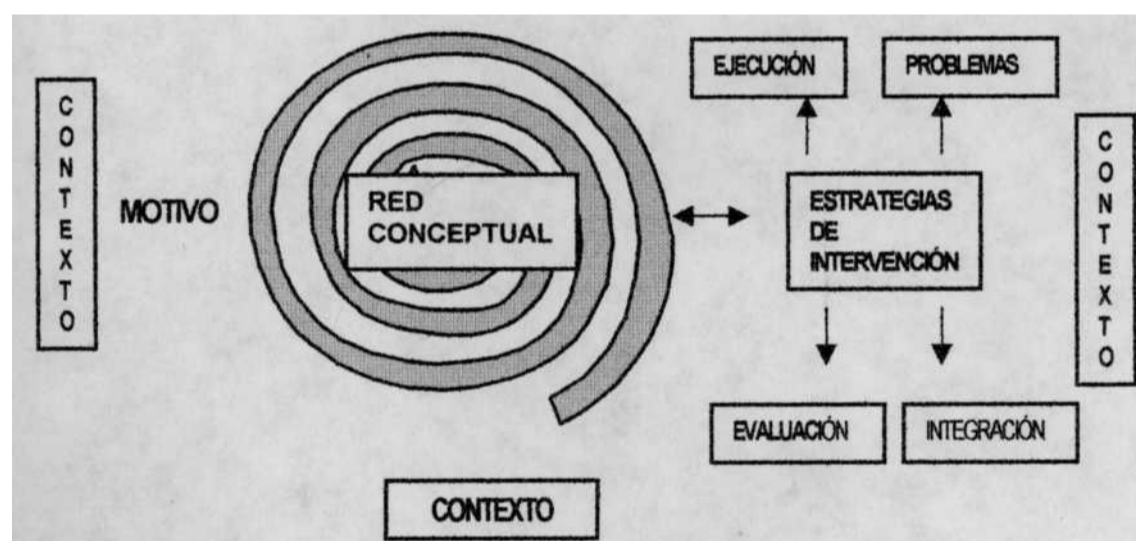 EJECUCIÓN
PROBLEMAS
CONTEXTO
MOTIVO
RED
CONCEPTUAL
ESTRATEGIAS
DE
INTERVENCIÓN
CONTEXTO
EVALUACIÓN
INTEGRACIÓN
CONTEXTO